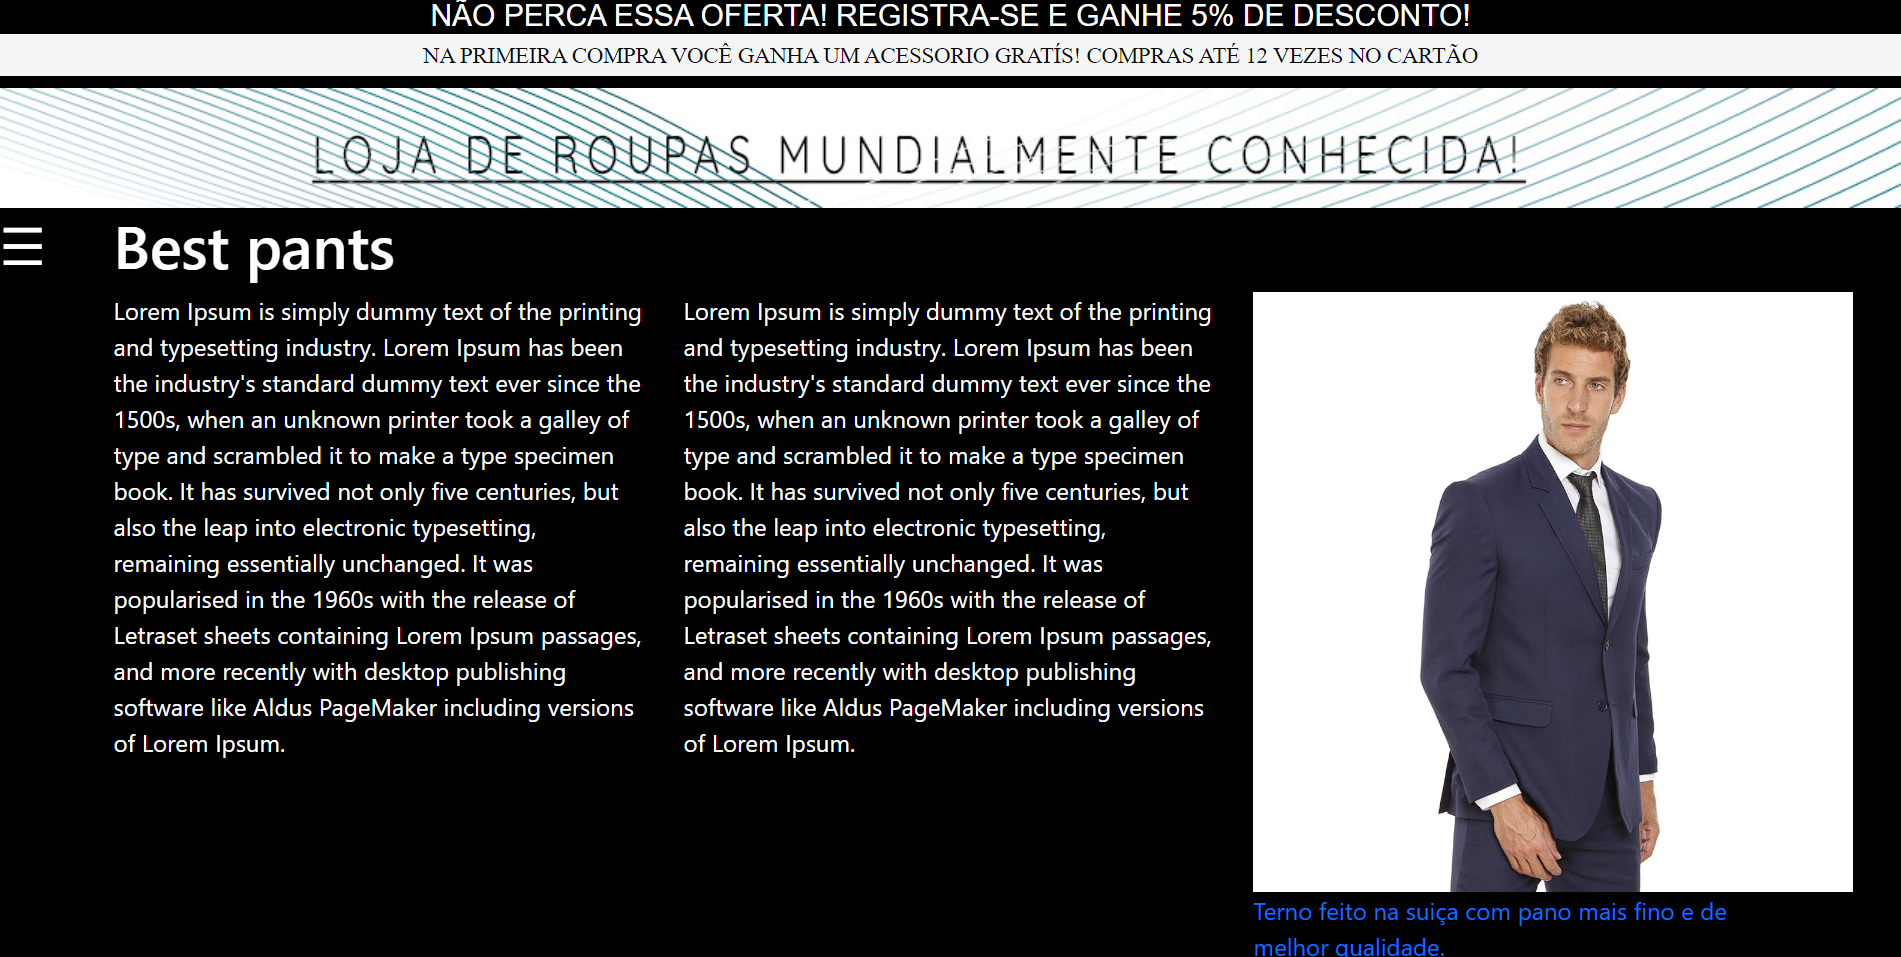 NÃO PERCA ESSA OFERTA! REGISTRA-SE E GANHE 5% DE DESCONTO!
NA PRIMEIRA COMPRA VOCÊ GANHA UM ACESSORIO GRATÍS! COMPRAS ATÉ 12 VEZES NO CARTÃO
LOJA DE ROUPAS MUNDIALMENTE CONHECIDA!
Best pants
Lorem Ipsum is simply dummy text of the printing
and typesetting industry. Lorem Ipsum has been
the industry's standard dummy text ever since the
1500s, when an unknown printer took a galley of
type and scrambled it to make a type specimen
book. It has survived not only five centuries, but
also the leap into electronic typesetting,
remaining essentially unchanged. It was
popularised in the 1960s with the release of
Letraset sheets containing Lorem Ipsum passages,
and more recently with desktop publishing
software like Aldus PageMaker including versions
of Lorem Ipsum.
Lorem Ipsum is simply dummy text of the printing
and typesetting industry. Lorem Ipsum has been
the industry's standard dummy text ever since the
1500s, when an unknown printer took a galley of
type and scrambled it to make a type specimen
book. It has survived not only five centuries, but
also the leap into electronic typesetting,
remaining essentially unchanged. It was
popularised in the 1960s with the release of
Letraset sheets containing Lorem Ipsum passages,
and more recently with desktop publishing
software like Aldus PageMaker including versions
of Lorem Ipsum.
Terno feito na suiça com pano mais fino e de
melhor qualidade.